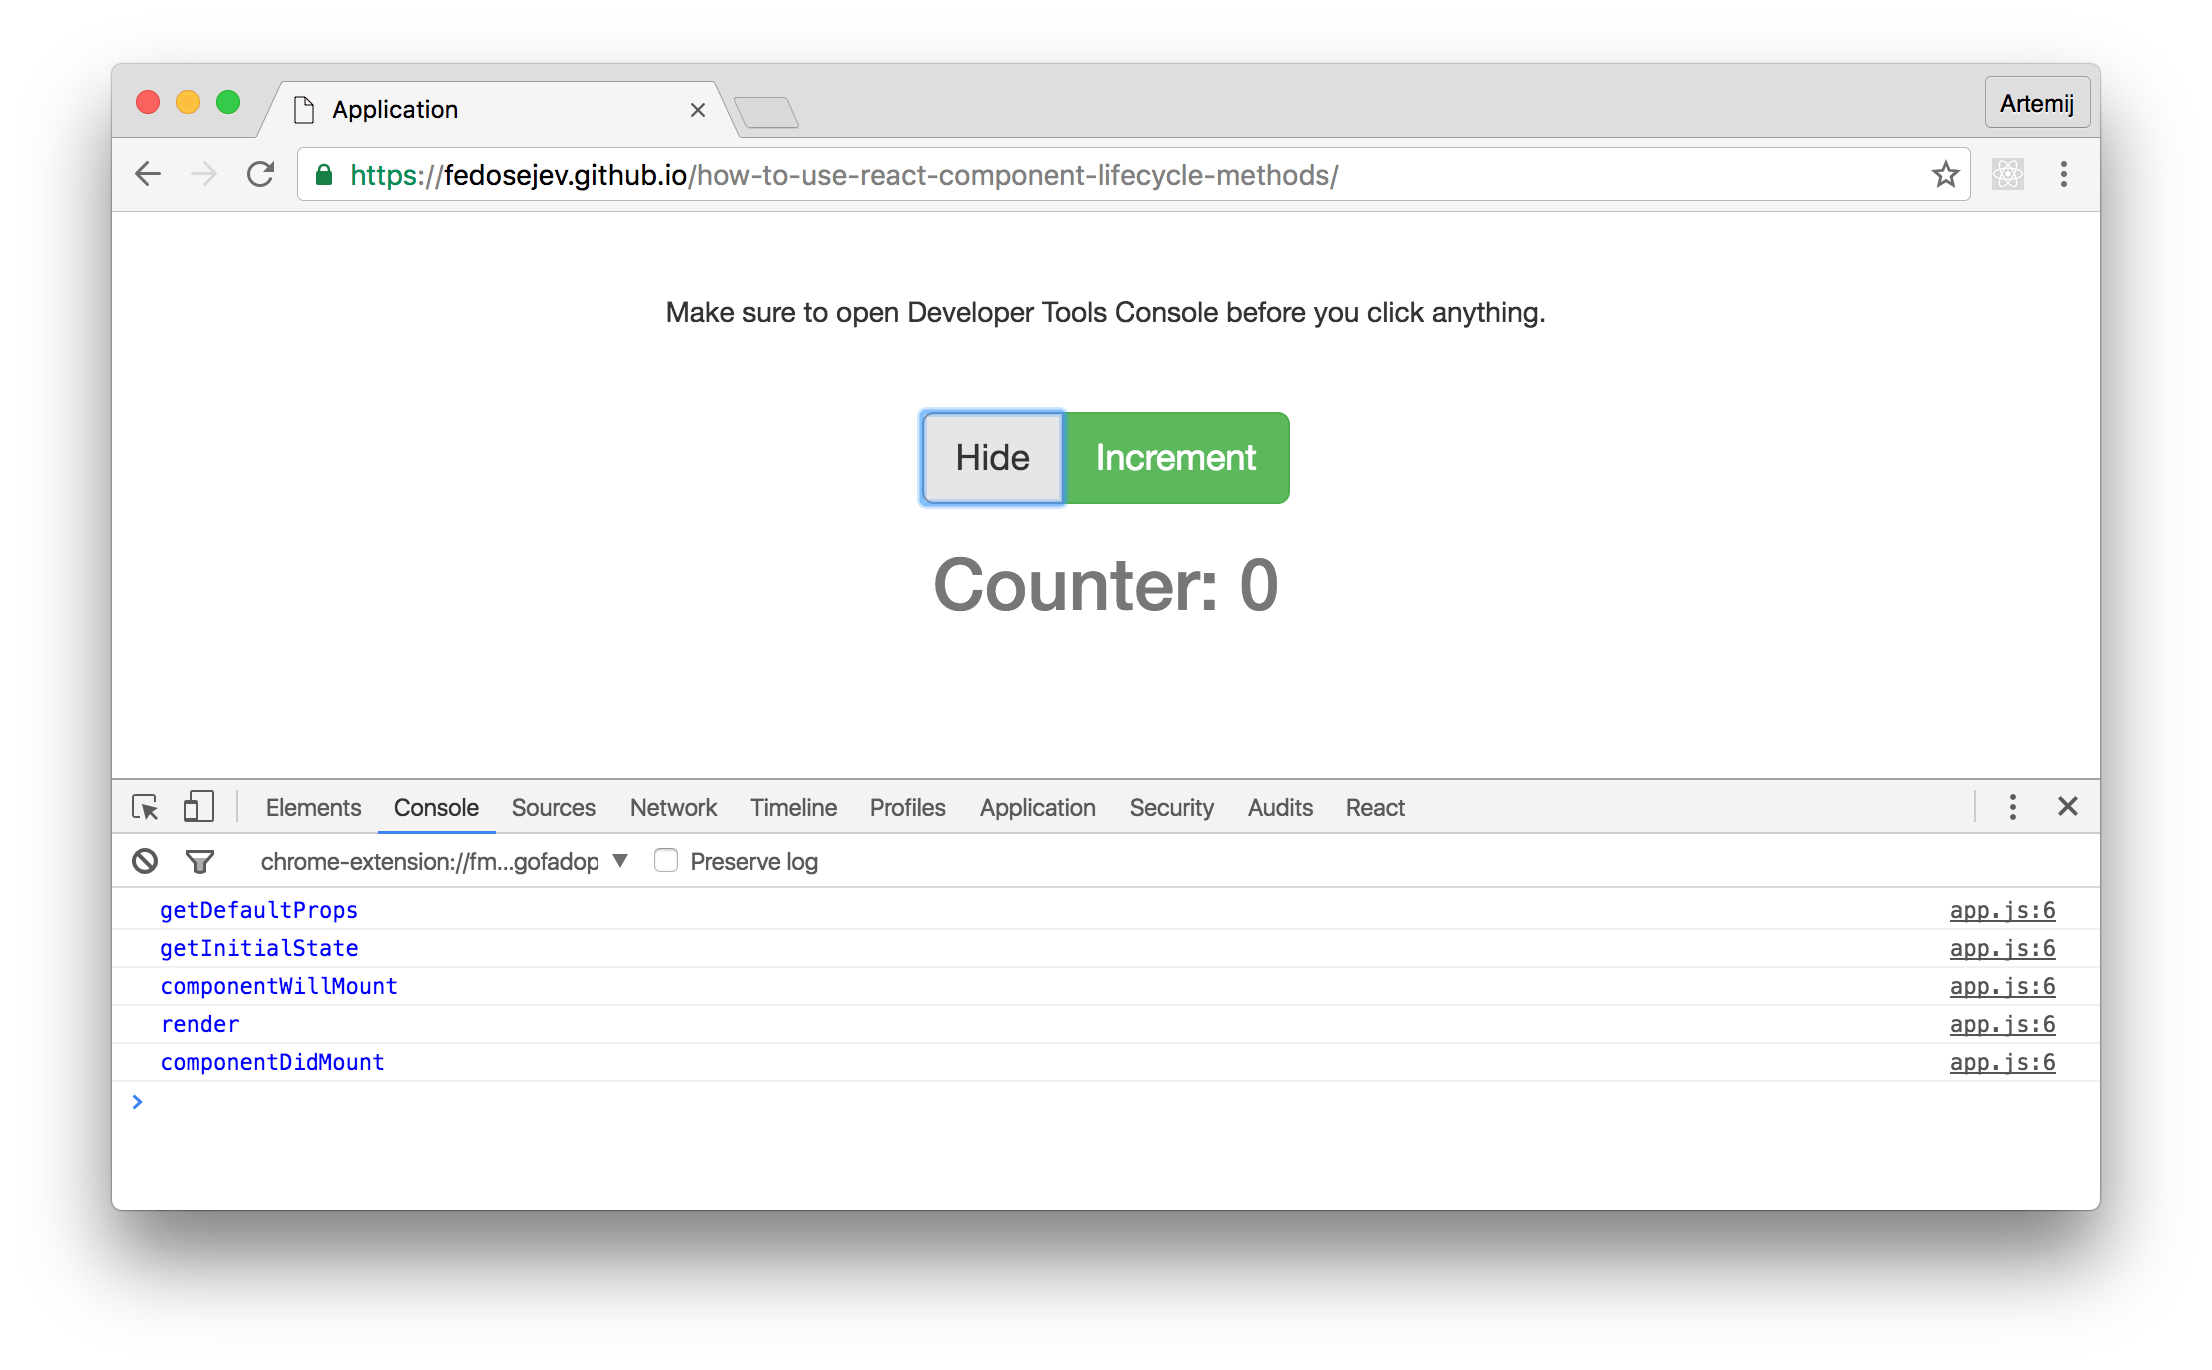 Application
Artemij
https://fedosejev.github.io/how-to-use-react-component-lifecycle-methods/
Make sure to open Developer Tools Console before you click anything.
Hide Increment
Counter: 0
Elements Console Sources Network Timeline Profiles Application Security Audits React
chrome-extension://fm...gofadop ▼ Preserve log
getDefaultProps app.js:6
getInitialState app.js:6
componentWillMount app.js:6
render app.js:6
componentDidMount app.js:6